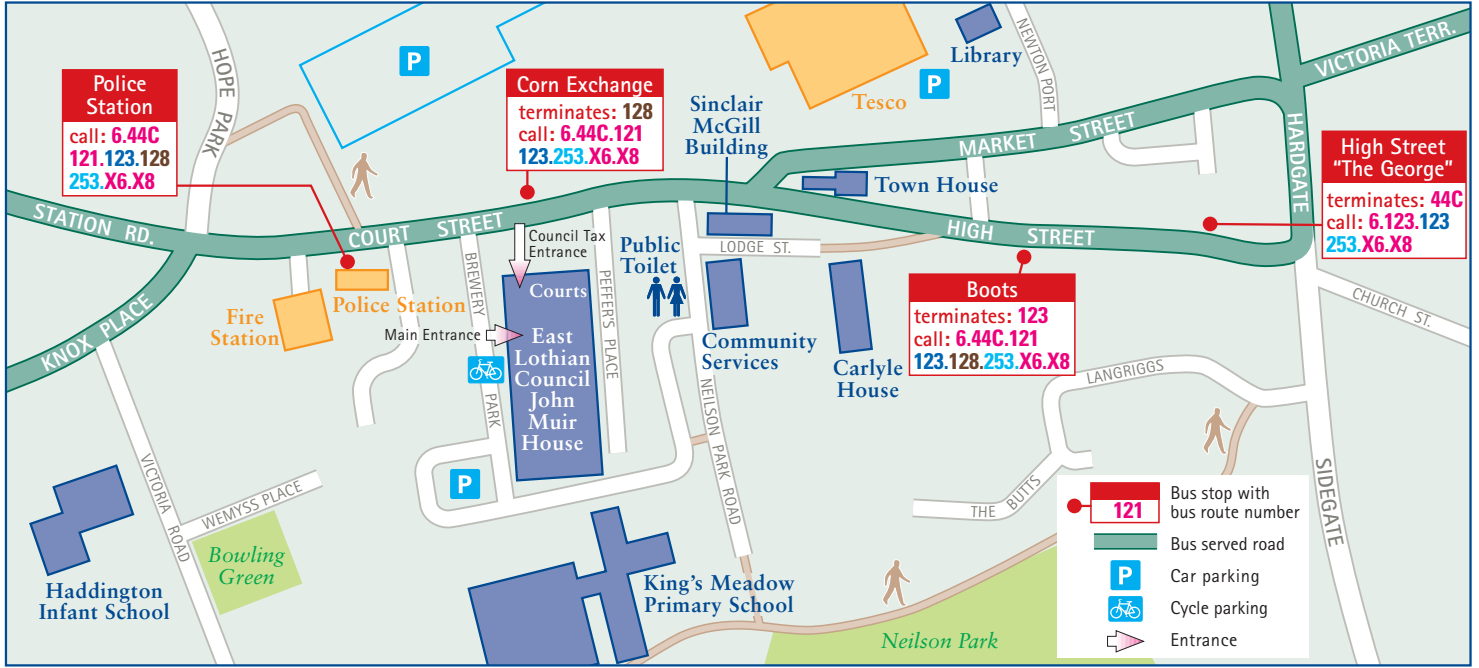 HOPE PARK
P
Police
Station
call: 6.44C
121.123.128
253.X6.X8
Corn Exchange
terminates: 128
call: 6.44C.121
123.253.X6.X8
Tesco
P
Library
NEWTON PORT
VICTORIA TERR.
Sinclair
McGill
Building
MARKET STREET
HARDGATE
High Street
"The George"
terminates: 44C
call: 6.123.123
253.X6.X8
Town House
STATION RD.
COURT STREET
HIGH STREET
Council Tax
Entrance
Public
Toilet
LODGE ST.
BREWERY PARK
PEFFER'S PLACE
Courts
Police Station
Fire
Station
Main Entrance
East
Lothian
Council
John
Muir
House
KNOX PLACE
Community
Services
Carlyle
House
Boots
terminates: 123
call: 6.44C.121
123.128.253.X6.X8
CHURCH ST.
LANGRIGGS
NEILSON PARK ROAD
VICTORIA ROAD
WEMYSS PLACE
P
THE BUTTS
SIDEGATE
Bowling
Green
Haddington
Infant School
King's Meadow
Primary School
Neilson Park
121
Bus stop with
bus route number
Bus served road
P
Car parking
Cycle parking
Entrance